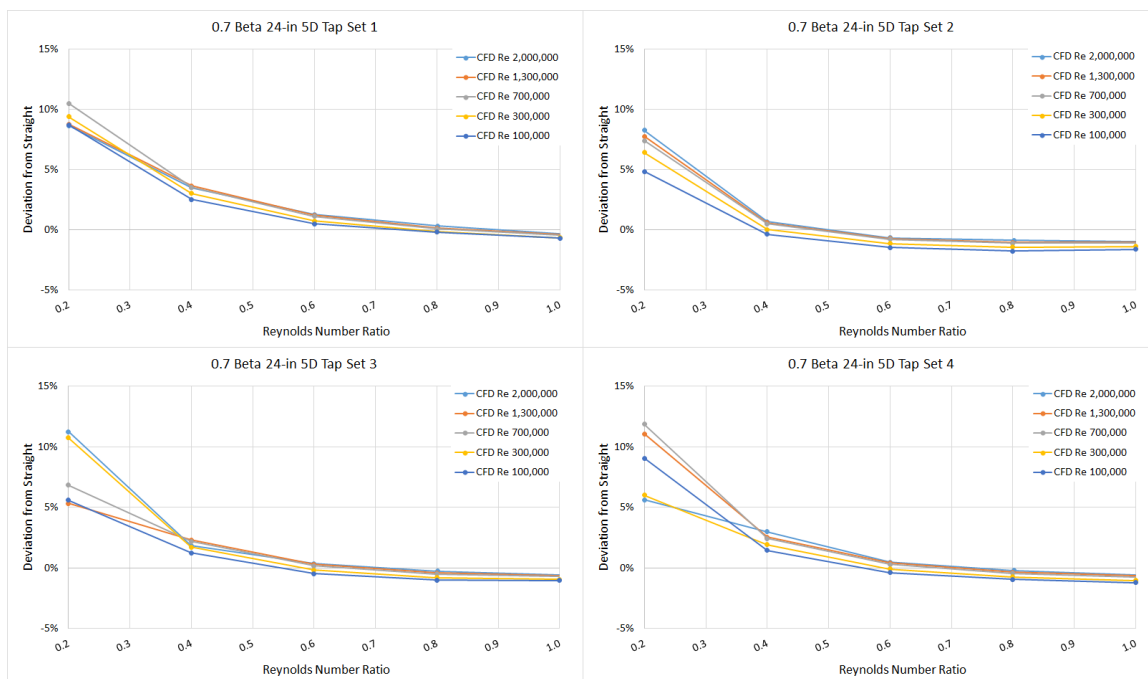 0.7 Beta 24-in 5D Tap Set 1
15%
10%
5%
0%
-5%
Deviation from Straight
CFD Re 2,000,000
CFD Re 1,300,000
CFD Re 700,000
CFD Re 300,000
CFD Re 100,000
0.2 0.3 0.4 0.5 0.6 0.7 0.8 0.9 1.0
Reynolds Number Ratio
0.7 Beta 24-in 5D Tap Set 2
15%
10%
5%
0%
-5%
Deviation from Straight
CFD Re 2,000,000
CFD Re 1,300,000
CFD Re 700,000
CFD Re 300,000
CFD Re 100,000
0.2 0.3 0.4 0.5 0.6 0.7 0.8 0.9 1.0
Reynolds Number Ratio
0.7 Beta 24-in 5D Tap Set 3
15%
10%
5%
0%
-5%
Deviation from Straight
CFD Re 2,000,000
CFD Re 1,300,000
CFD Re 700,000
CFD Re 300,000
CFD Re 100,000
0.2 0.3 0.4 0.5 0.6 0.7 0.8 0.9 1.0
Reynolds Number Ratio
0.7 Beta 24-in 5D Tap Set 4
15%
10%
5%
0%
-5%
Deviation from Straight
CFD Re 2,000,000
CFD Re 1,300,000
CFD Re 700,000
CFD Re 300,000
CFD Re 100,000
0.2 0.3 0.4 0.5 0.6 0.7 0.8 0.9 1.0
Reynolds Number Ratio